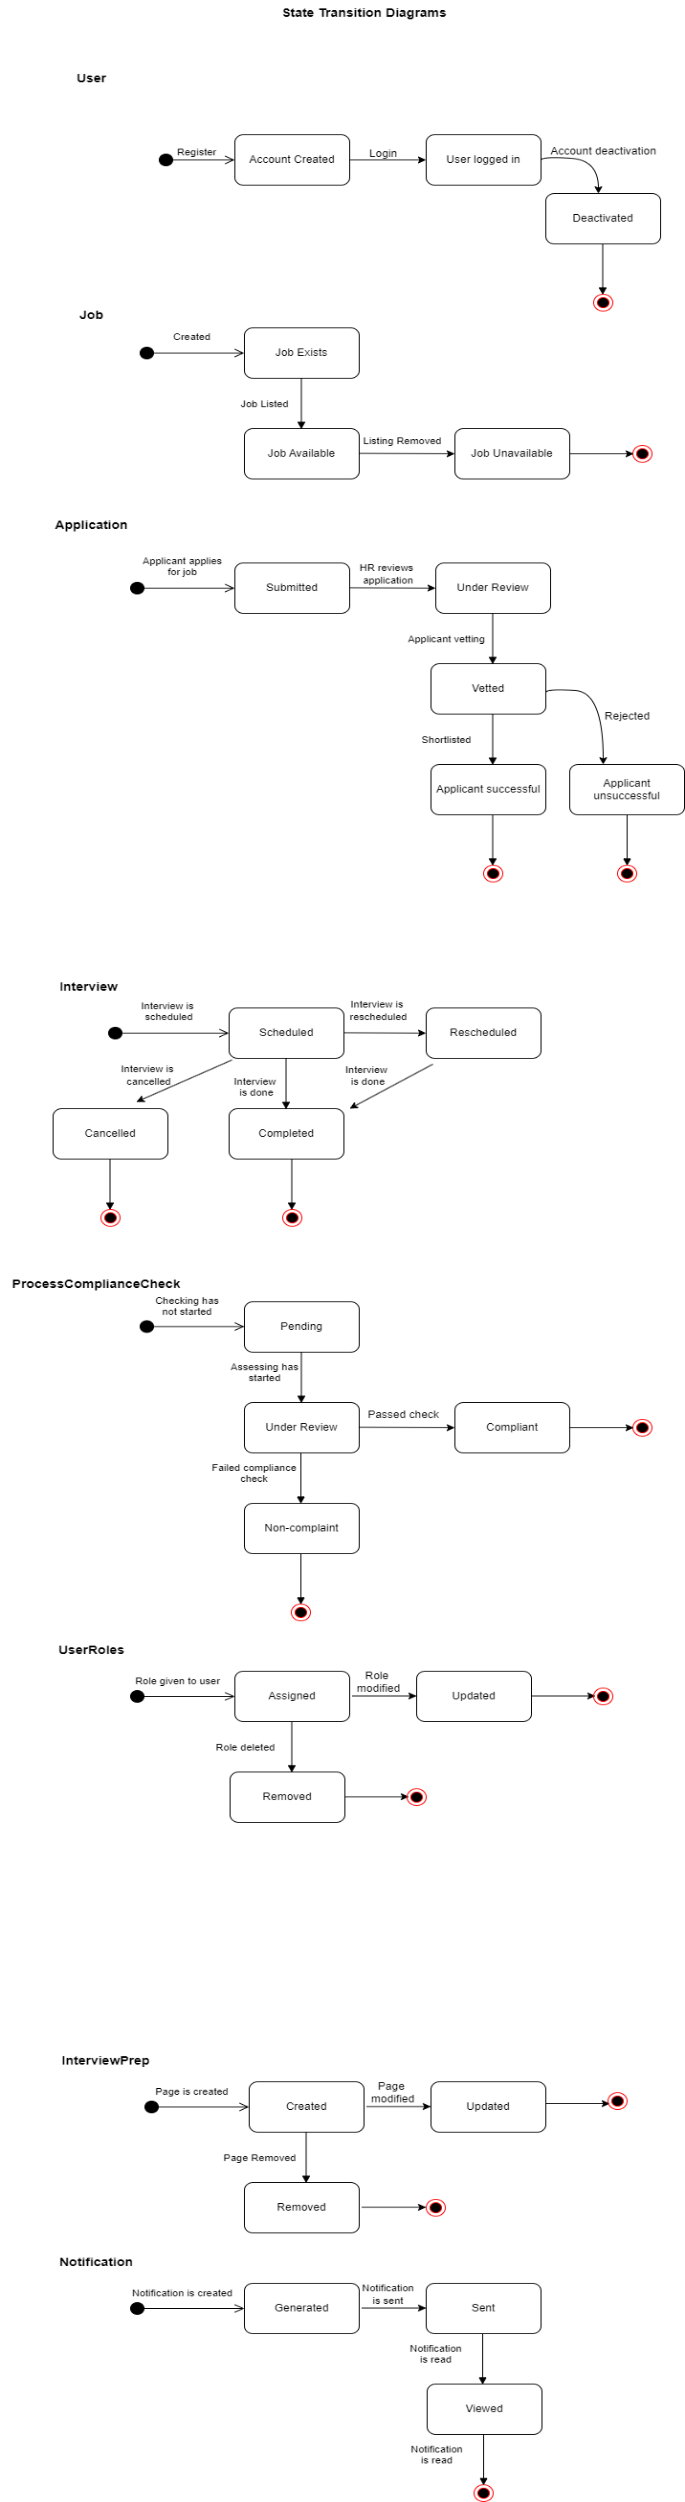 State Transition Diagrams
User
Register
Account Created
Login
User logged in
Account deactivation
Deactivated
Job
Created
Job Exists
Job Listed
Job Available
Listing Removed
Job Unavailable
Application
Applicant applies
for job
Submitted
HR reviews
application
Under Review
Applicant vetting
Vetted
Rejected
Shortlisted
Applicant successful
Applicant
unsuccessful
Interview
Interview is
scheduled
Scheduled
Interview is
rescheduled
Rescheduled
Interview is
cancelled
Interview
is done
Interview
is done
Cancelled
Completed
ProcessComplianceCheck
Checking has
not started
Pending
Assessing has
started
Under Review
Passed check
Compliant
Failed compliance
check
Non-complaint
UserRoles
Role given to user
Assigned
Role
modified
Updated
Role deleted
Removed
InterviewPrep
Page is created
Created
Page
modified
Updated
Page Removed
Removed
Notification
Notification is created
Generated
Notification
is sent
Sent
Notification
is read
Viewed
Notification
is read